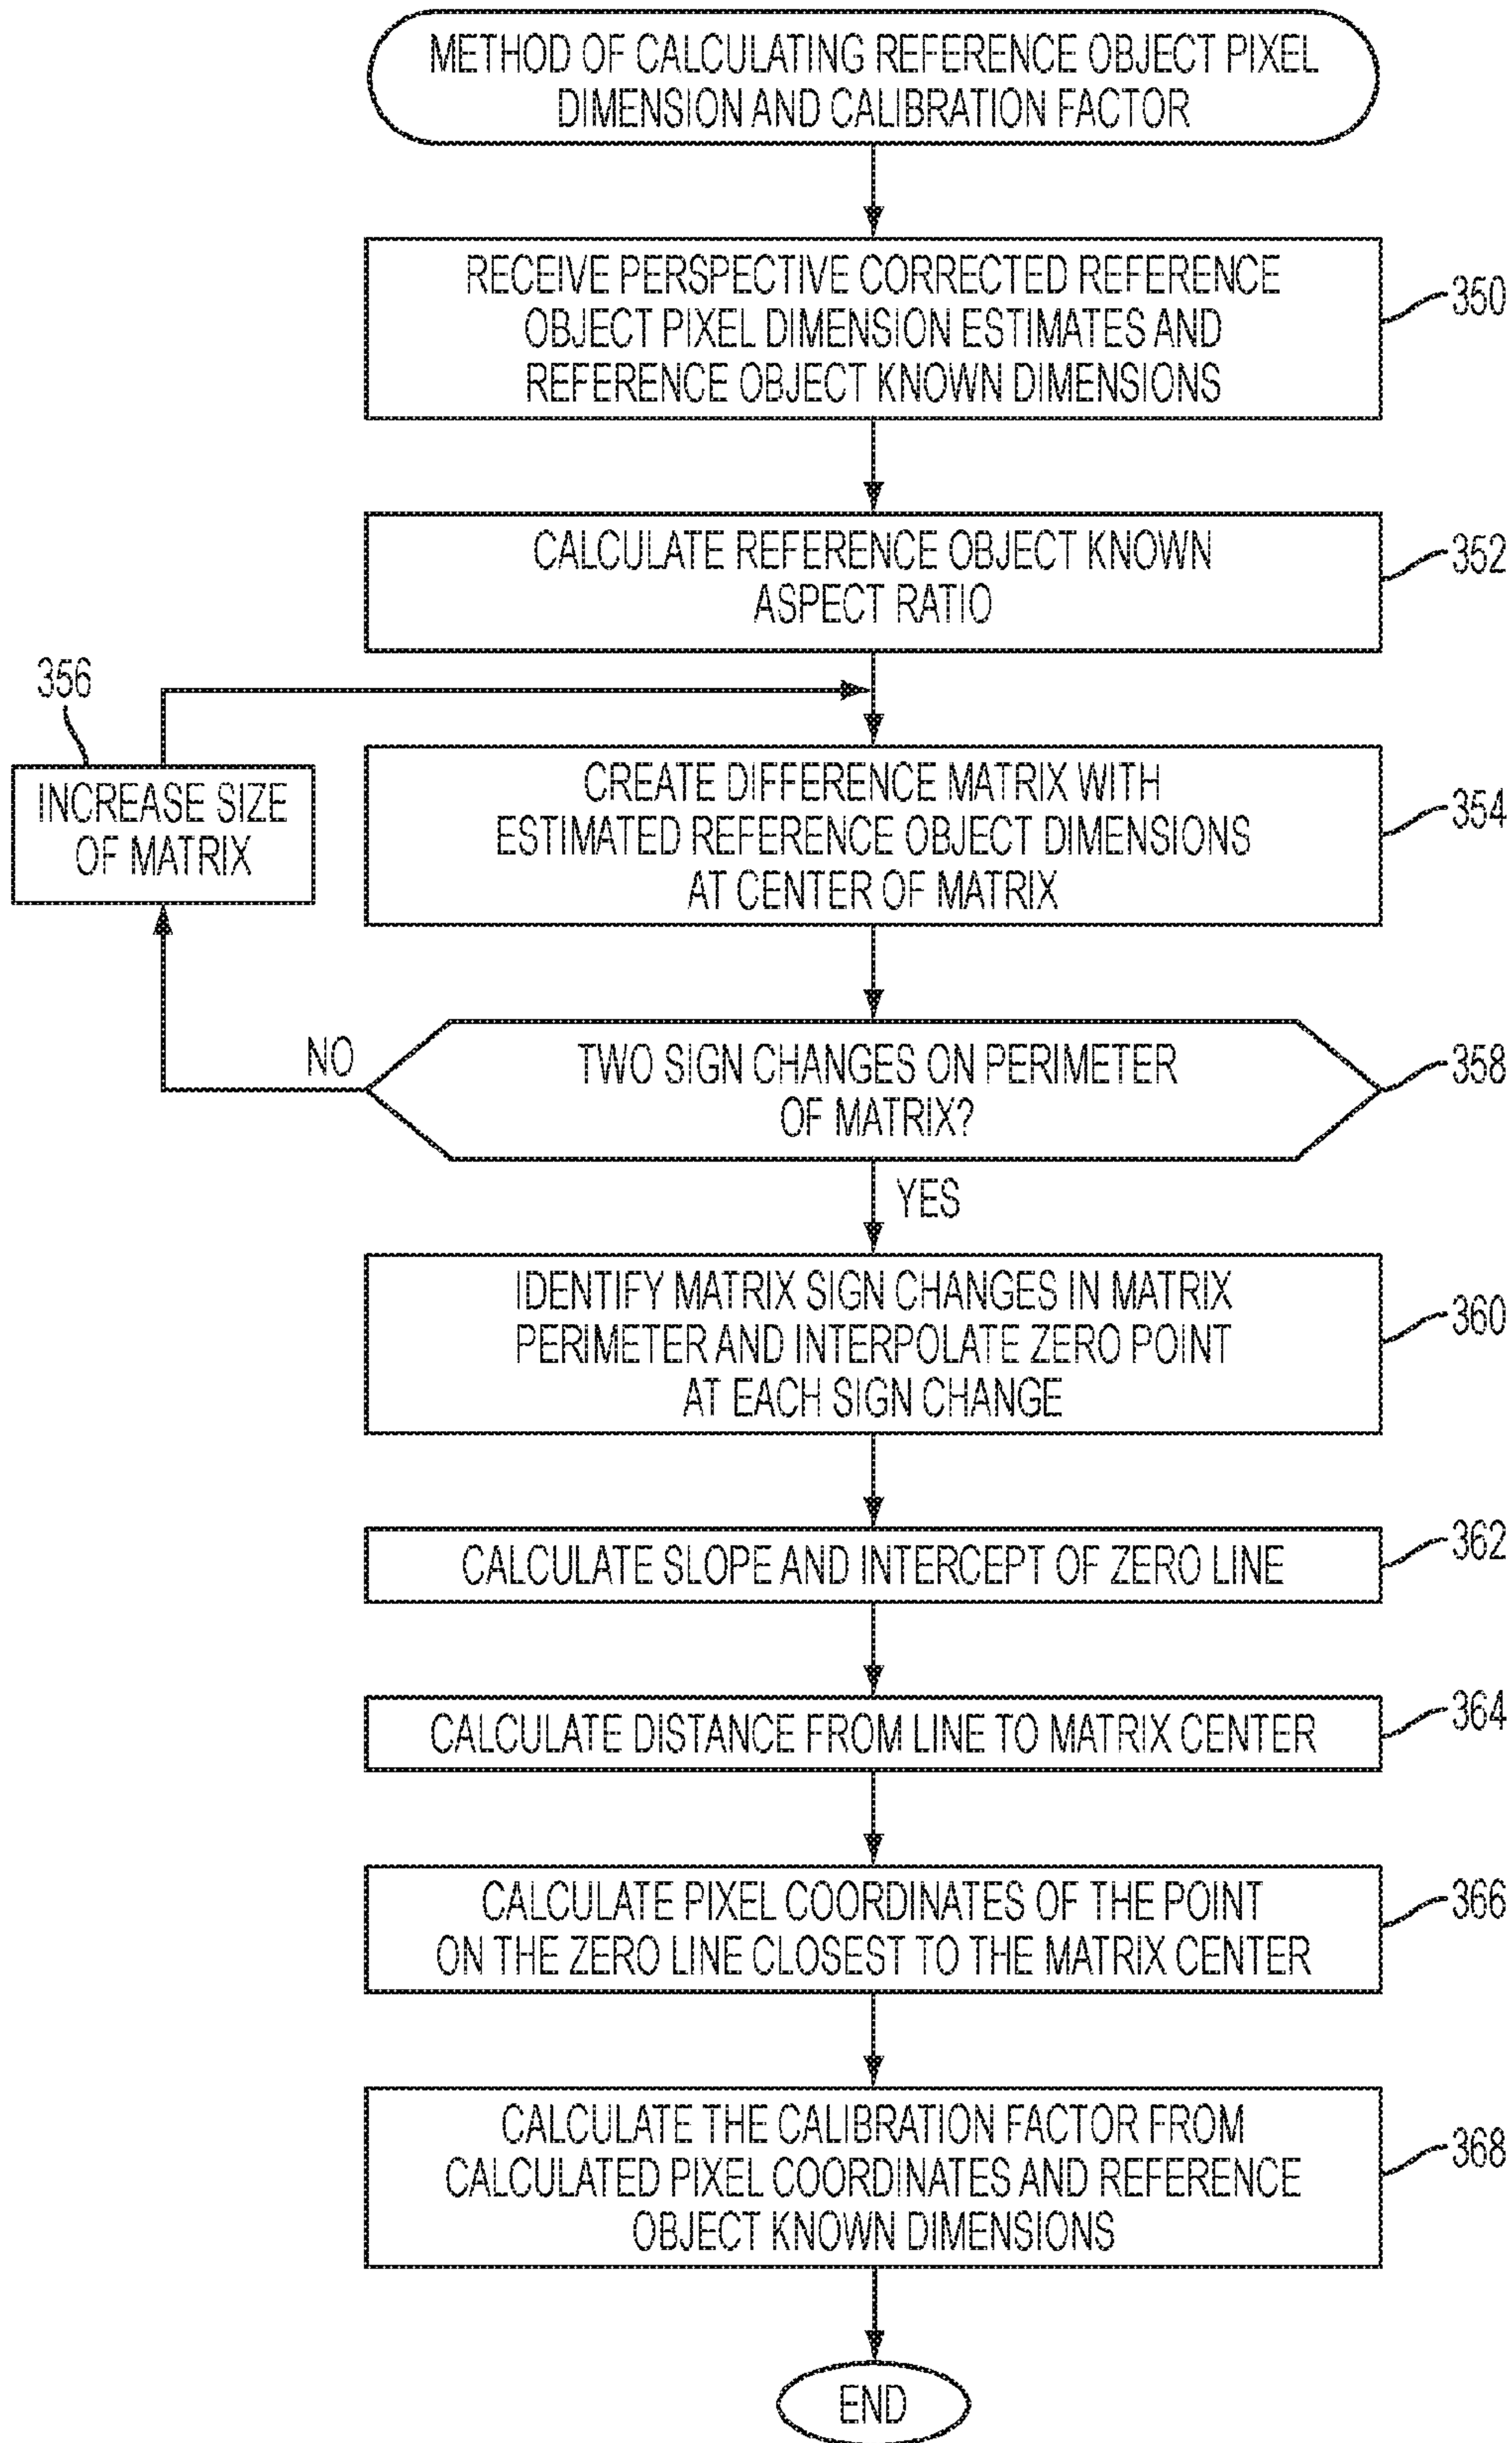 METHOD OF CALCULATING REFERENCE OBJECT PIXEL
DIMENSION AND CALIBRATION FACTOR
RECEIVE PERSPECTIVE CORRECTED REFERENCE
OBJECT PIXEL DIMENSION ESTIMATES AND
REFERENCE OBJECT KNOWN DIMENSIONS
350
CALCULATE REFERENCE OBJECT KNOWN
ASPECT RATIO
352
356
INCREASE SIZE
OF MATRIX
CREATE DIFFERENCE MATRIX WITH
ESTIMATED REFERENCE OBJECT DIMENSIONS
AT CENTER OF MATRIX
354
NO
TWO SIGN CHANGES ON PERIMETER
OF MATRIX?
358
YES
IDENTIFY MATRIX SIGN CHANGES IN MATRIX
PERIMETER AND INTERPOLATE ZERO POINT
AT EACH SIGN CHANGE
360
CALCULATE SLOPE AND INTERCEPT OF ZERO LINE
362
CALCULATE DISTANCE FROM LINE TO MATRIX CENTER
364
CALCULATE PIXEL COORDINATES OF THE POINT
ON THE ZERO LINE CLOSEST TO THE MATRIX CENTER
366
CALCULATE THE CALIBRATION FACTOR FROM
CALCULATED PIXEL COORDINATES AND REFERENCE
OBJECT KNOWN DIMENSIONS
368
END